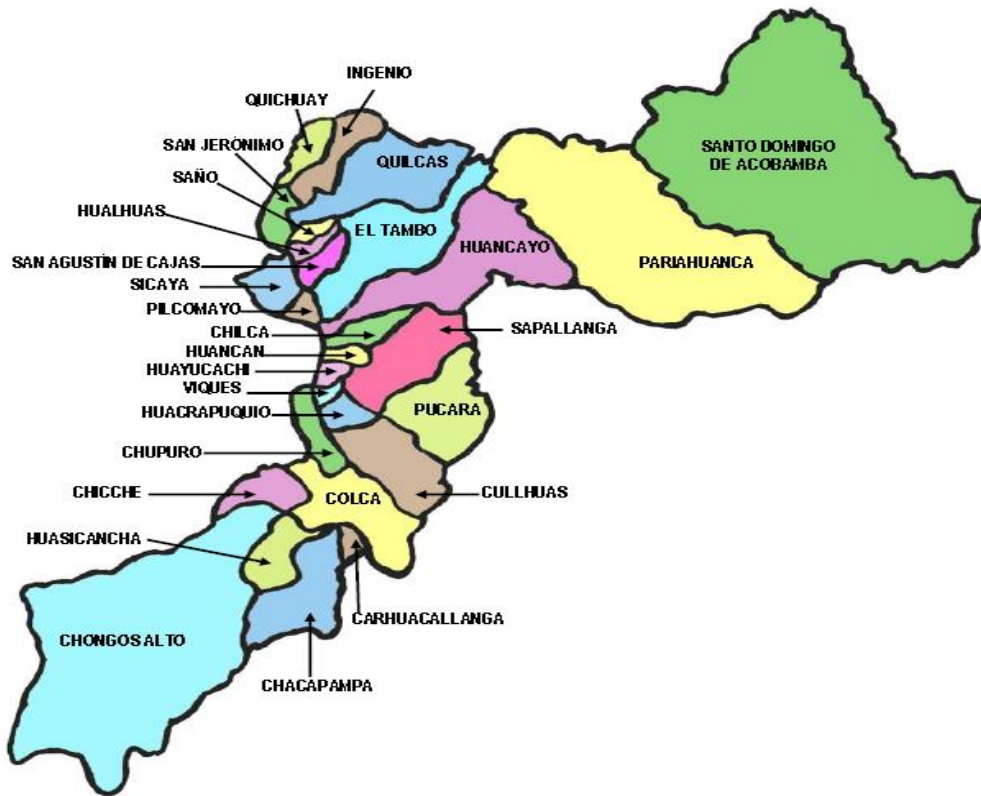 INGENIO
QUICHUAY
SAN JERÓNIMO
QUILCAS
SANTO DOMINGO
DE ACOBAMBA
SAÑO
HUALHUAS
EL TAMBO
HUANCAYO
SAN AGUSTÍN DE CAJAS
PARIAHUANCA
SICAYA
PILCOMAYO
CHILCA
SAPALLANGA
HUANCAN
HUAYUCACHI
VIQUES
HUACRAPUQUIO
PUCARA
CHUPURO
CHICCHE
COLCA
CULLHUAS
HUASICANCHA
CARHUACALLANGA
CHONGOS ALTO
CHACAPAMPA